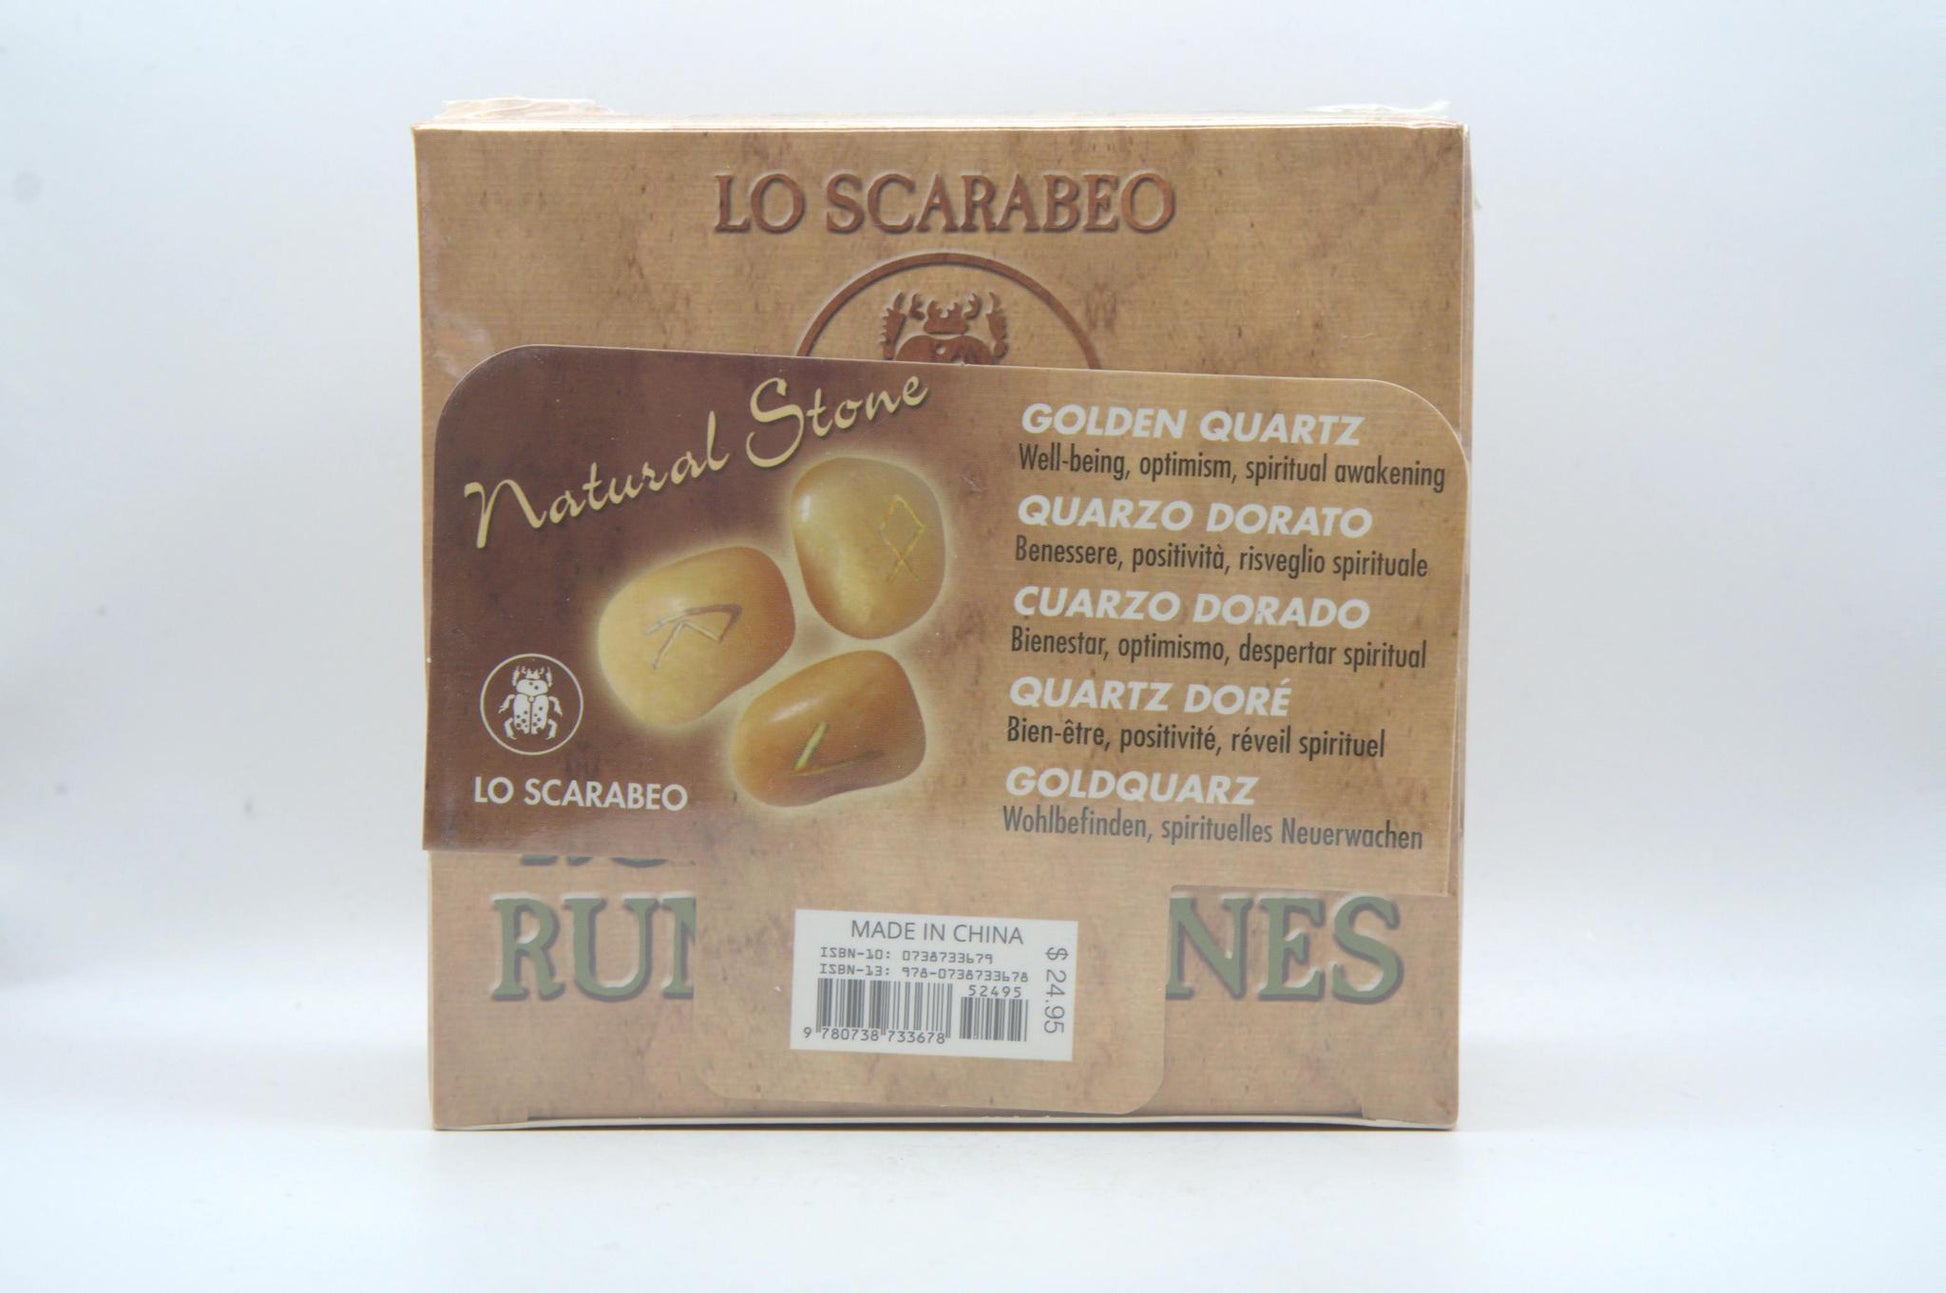 LO SCARABEO
Natural Stone
LO SCARABEO
GOLDEN QUARTZ
Well-being, optimism, spiritual awakening
QUARZO DORATO
Benessere, positività, risveglio spirituale
CUARZO DORADO
Bienestar, optimismo, despertar spiritual
QUARTZ DORÉ
Bien-être, positivité, réveil spirituel
GOLDQUARZ
Wohlbefinden, spirituelles Neuerwachen
MADE IN CHINA
ISBN-10: 0738733679
ISBN-13: 978-0738733678
52495
9 780738 733678
$ 24.95